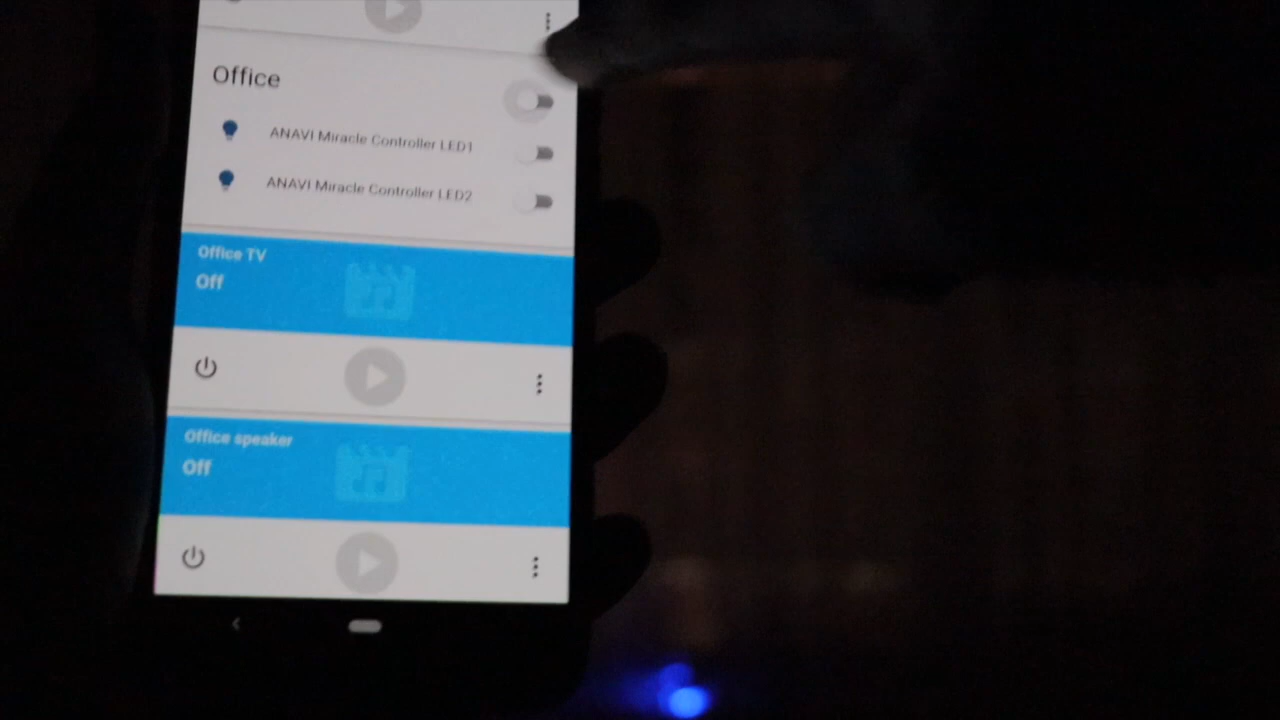 Office
ANAVI Miracle Controller LED1
ANAVI Miracle Controller LED2
Office TV
Off
Office speaker
Off